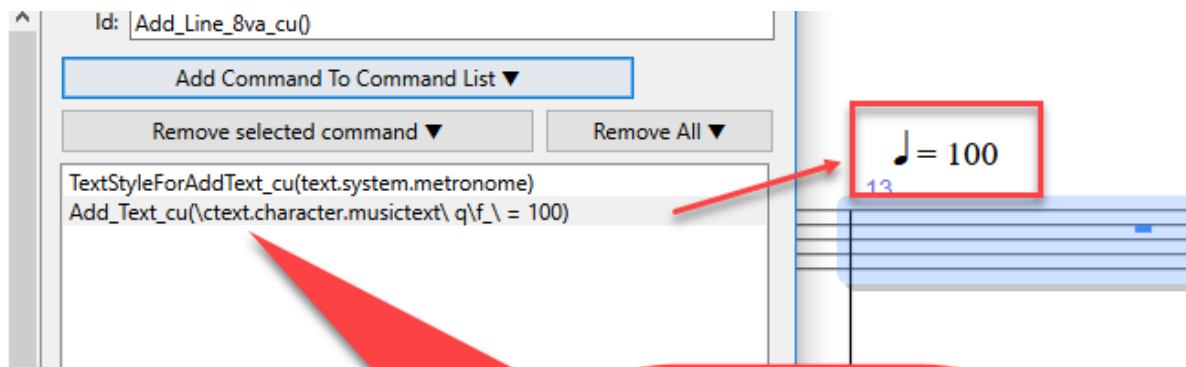 Id: Add_Line_8va_cu()
Add Command To Command List ▼
Remove selected command ▼ Remove All ▼
TextStyleForAddText_cu(text.system.metronome)
Add_Text_cu(\ctext.character.musictext\ q\f_\ = 100)
♩ = 100
13